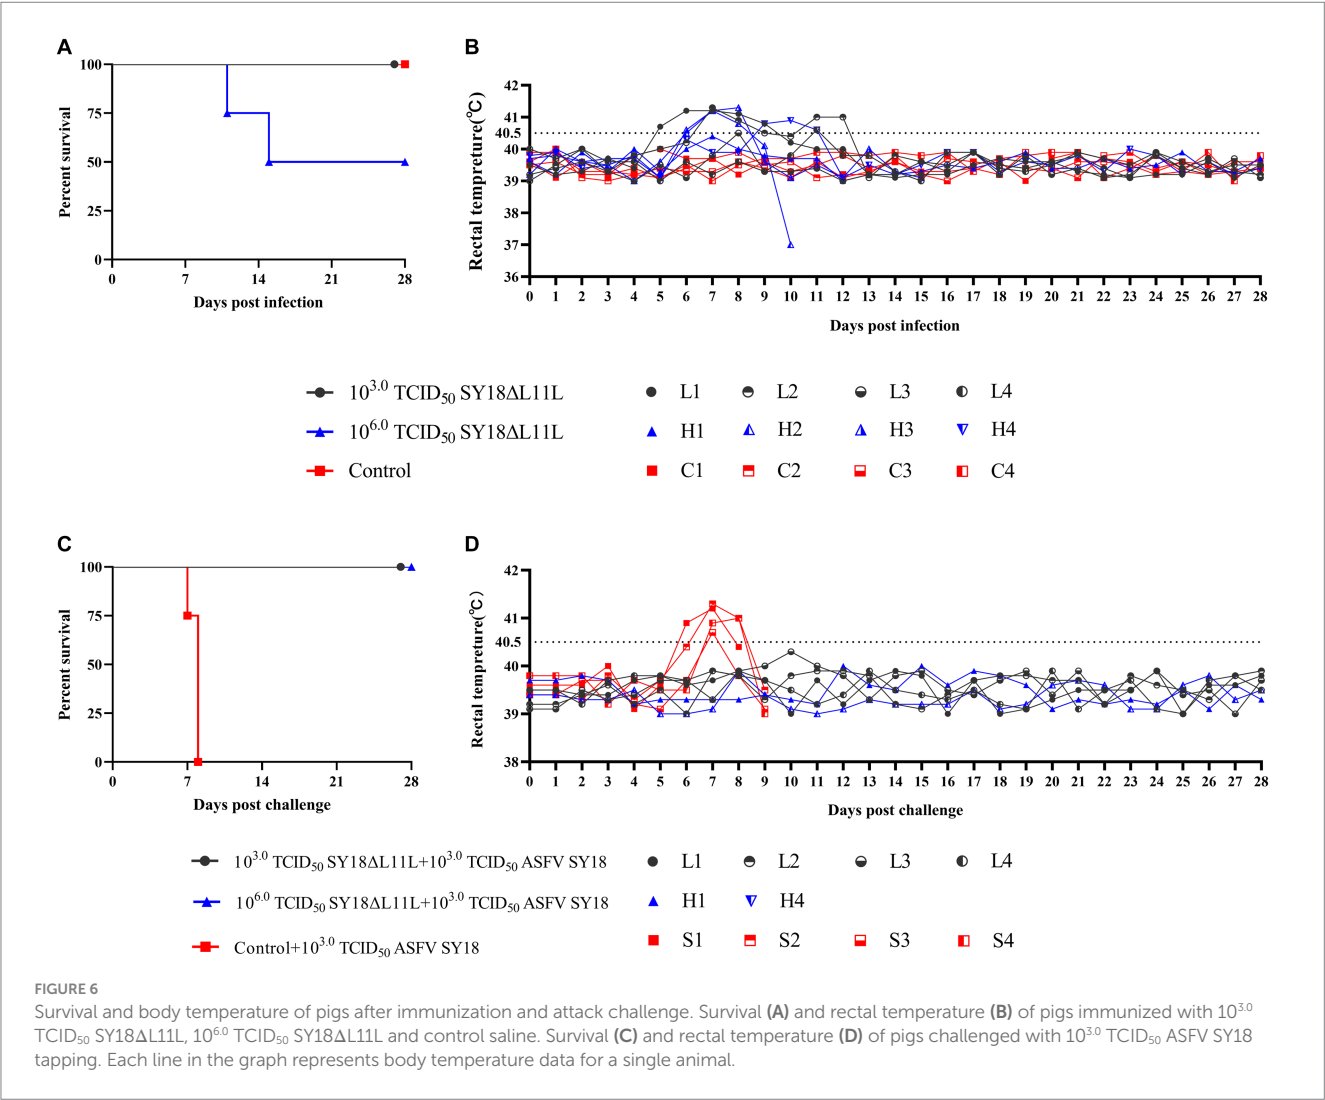 A
B
100
75
50
25
0
Percent survival
0 7 14 21 28
Days post infection
42
41
40.5
40
39
38
37
36
Rectal tempreture(℃)
0 1 2 3 4 5 6 7 8 9 10 11 12 13 14 15 16 17 18 19 20 21 22 23 24 25 26 27 28
Days post infection
10^3.0 TCID50 SY18ΔL11L L1 L2 L3 L4
10^6.0 TCID50 SY18ΔL11L H1 H2 H3 H4
Control C1 C2 C3 C4
C
D
100
75
50
25
0
Percent survival
0 7 14 21 28
Days post challenge
42
41
40.5
40
39
38
Rectal tempreture(℃)
0 1 2 3 4 5 6 7 8 9 10 11 12 13 14 15 16 17 18 19 20 21 22 23 24 25 26 27 28
Days post challenge
10^3.0 TCID50 SY18ΔL11L+10^3.0 TCID50 ASFV SY18 L1 L2 L3 L4
10^6.0 TCID50 SY18ΔL11L+10^3.0 TCID50 ASFV SY18 H1 H4
Control+10^3.0 TCID50 ASFV SY18 S1 S2 S3 S4
FIGURE 6
Survival and body temperature of pigs after immunization and attack challenge. Survival (A) and rectal temperature (B) of pigs immunized with 10^3.0
TCID50 SY18ΔL11L, 10^6.0 TCID50 SY18ΔL11L and control saline. Survival (C) and rectal temperature (D) of pigs challenged with 10^3.0 TCID50 ASFV SY18
tapping. Each line in the graph represents body temperature data for a single animal.